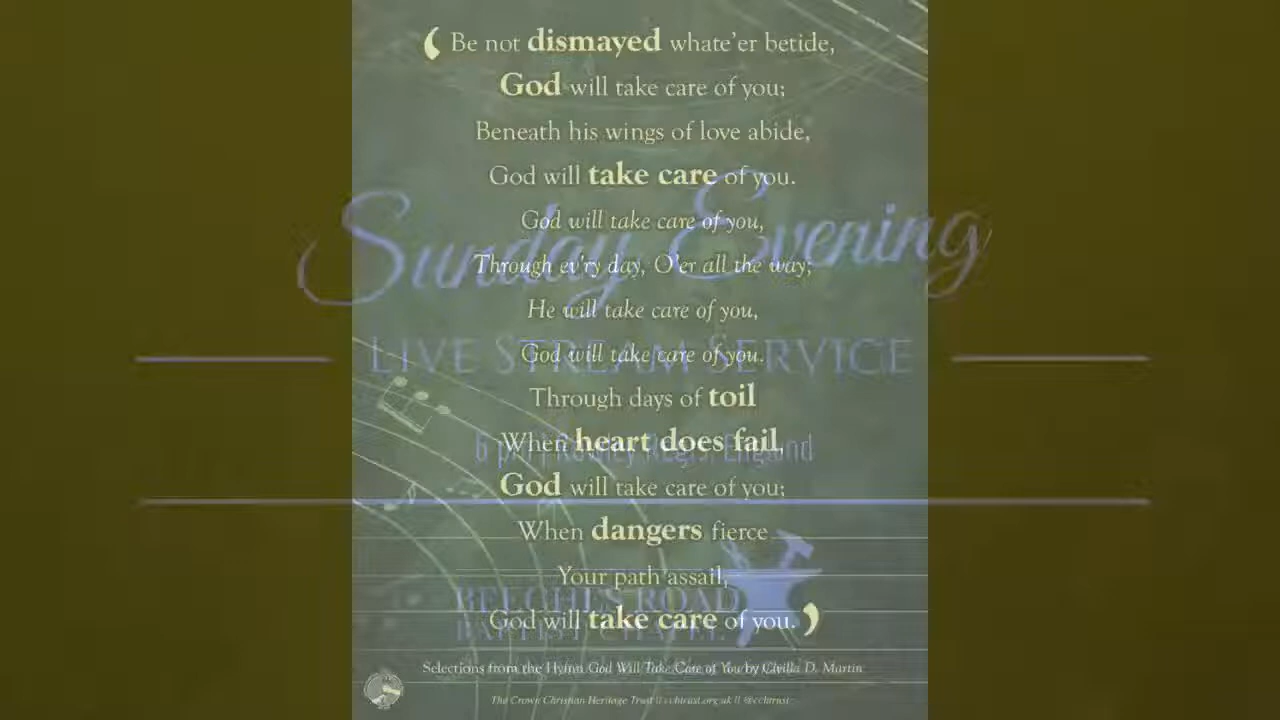 ‘ Be not dismayed whate'er betide,
God will take care of you;
Beneath his wings of love abide,
God will take care of you.
God will take care of you,
Through ev'ry day, O'er all the way;
He will take care of you,
God will take care of you.
Through days of toil
When heart does fail,
God will take care of you;
When dangers fierce
Your path assail,
God will take care of you. ’
Selections from the Hymn God Will Take Care of You by Civilla D. Martin
The Crown Christian Heritage Trust || cchtrust.org.uk || @cchtrust
Sunday Evening
LIVE STREAM SERVICE
6 pm | Rowley Regis, England
BEECHES ROAD
BAPTIST CHAPEL